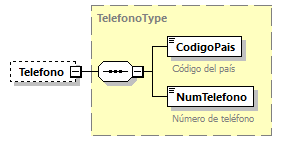 TelefonoType
Telefono
CodigoPais
Código del país
NumTelefono
Número de teléfono